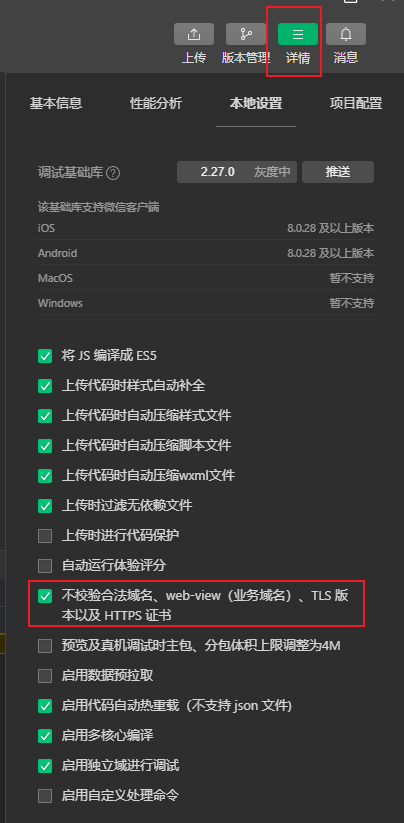 上传 版本管理 详情 消息
基本信息 性能分析 本地设置 项目配置
调试基础库 ? 2.27.0 灰度中 推送
该基础库支持微信客户端
iOS 8.0.28 及以上版本
Android 8.0.28 及以上版本
MacOS 暂不支持
Windows 暂不支持
将 JS 编译成 ES5
上传代码时样式自动补全
上传代码时自动压缩样式文件
上传代码时自动压缩脚本文件
上传代码时自动压缩wxml文件
上传时过滤无依赖文件
上传时进行代码保护
自动运行体验评分
不校验合法域名、web-view（业务域名）、TLS 版
本以及 HTTPS 证书
预览及真机调试时主包、分包体积上限调整为4M
启用数据预拉取
启用代码自动热重载（不支持 json 文件）
启用多核心编译
启用独立域进行调试
启用自定义处理命令